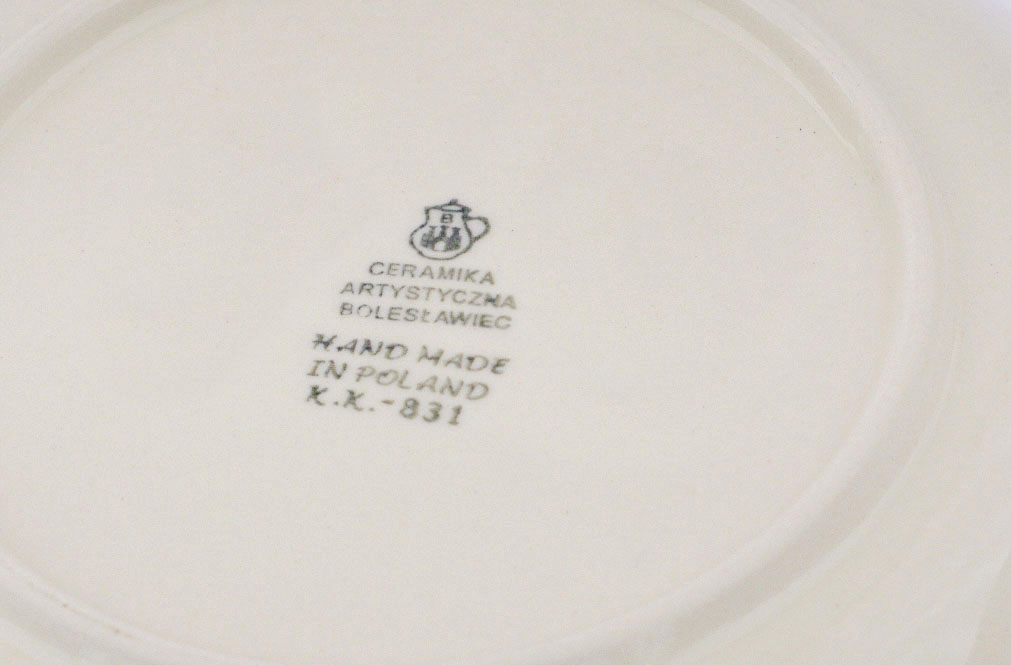 B
CERAMIKA
ARTYSTYCZNA
BOLESŁAWIEC
HAND MADE
IN POLAND
K.K.-831